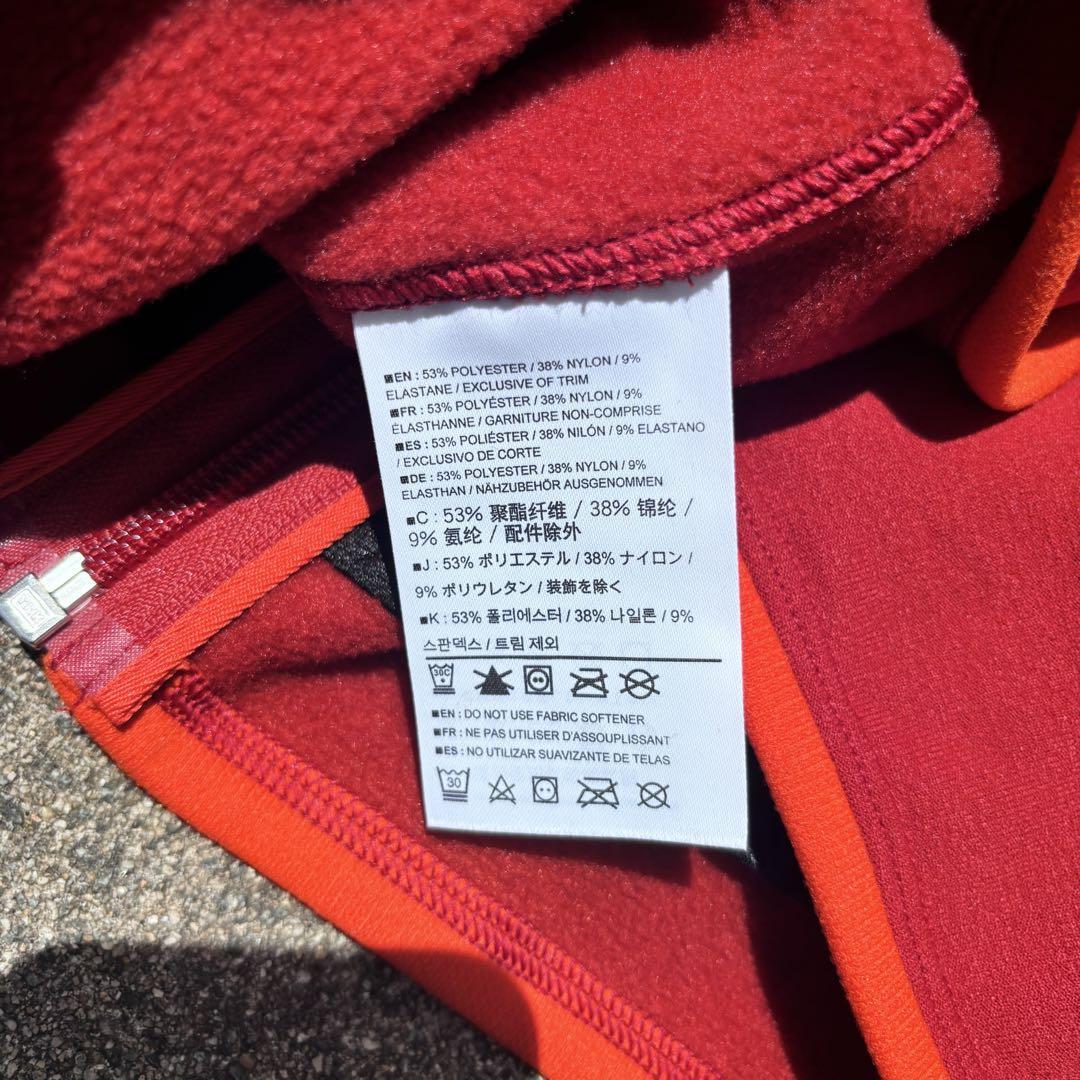 EN : 53% POLYESTER / 38% NYLON / 9%
ELASTANE / EXCLUSIVE OF TRIM
FR : 53% POLYÉSTER / 38% NYLON / 9%
ÉLASTHANNE / GARNITURE NON-COMPRISE
ES : 53% POLIÉSTER / 38% NILÓN / 9% ELASTANO
/ EXCLUSIVO DE CORTE
DE : 53% POLYESTER / 38% NYLON / 9%
ELASTHAN / NÄHZUBEHÖR AUSGENOMMEN
C : 53% 聚酯纤维 / 38% 锦纶 /
9% 氨纶 / 配件除外
J : 53% ポリエステル / 38% ナイロン /
9% ポリウレタン / 装飾を除く
K : 53% 폴리에스터 / 38% 나일론 / 9%
스판덱스 / 트림 제외
30C
EN : DO NOT USE FABRIC SOFTENER
FR : NE PAS UTILISER D'ASSOUPLISSANT
ES : NO UTILIZAR SUAVIZANTE DE TELAS
30
YKK